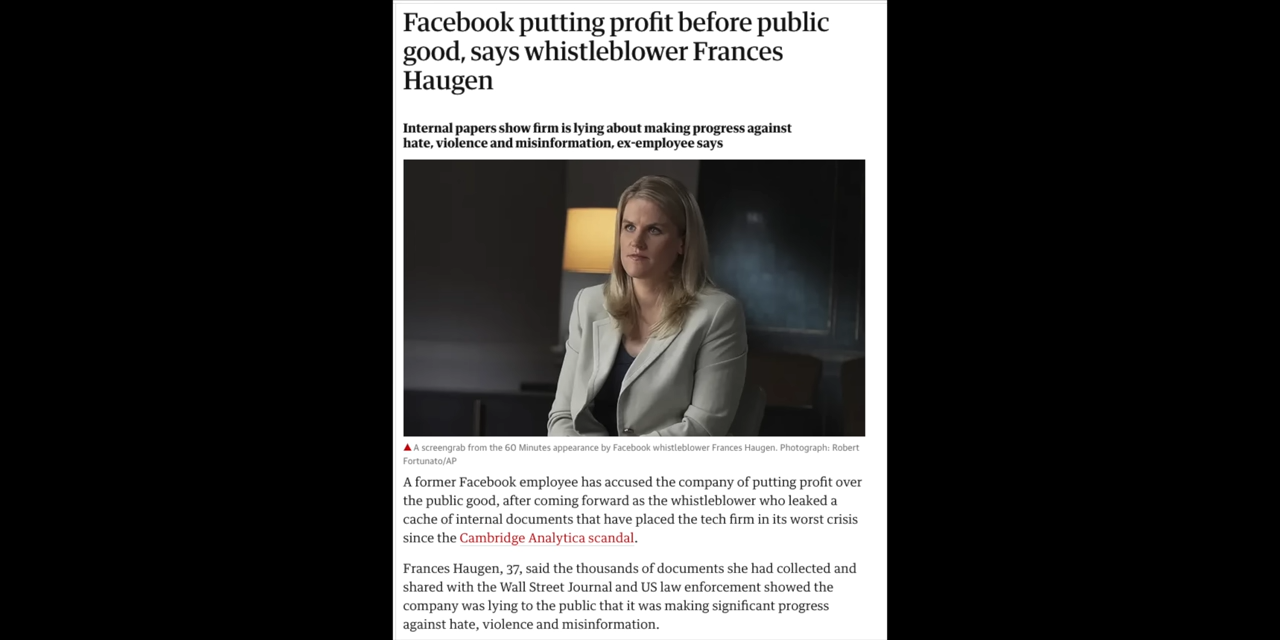 Facebook putting profit before public
good, says whistleblower Frances
Haugen
Internal papers show firm is lying about making progress against
hate, violence and misinformation, ex-employee says
▲ A screengrab from the 60 Minutes appearance by Facebook whistleblower Frances Haugen. Photograph: Robert
Fortunato/AP
A former Facebook employee has accused the company of putting profit over
the public good, after coming forward as the whistleblower who leaked a
cache of internal documents that have placed the tech firm in its worst crisis
since the Cambridge Analytica scandal.
Frances Haugen, 37, said the thousands of documents she had collected and
shared with the Wall Street Journal and US law enforcement showed the
company was lying to the public that it was making significant progress
against hate, violence and misinformation.